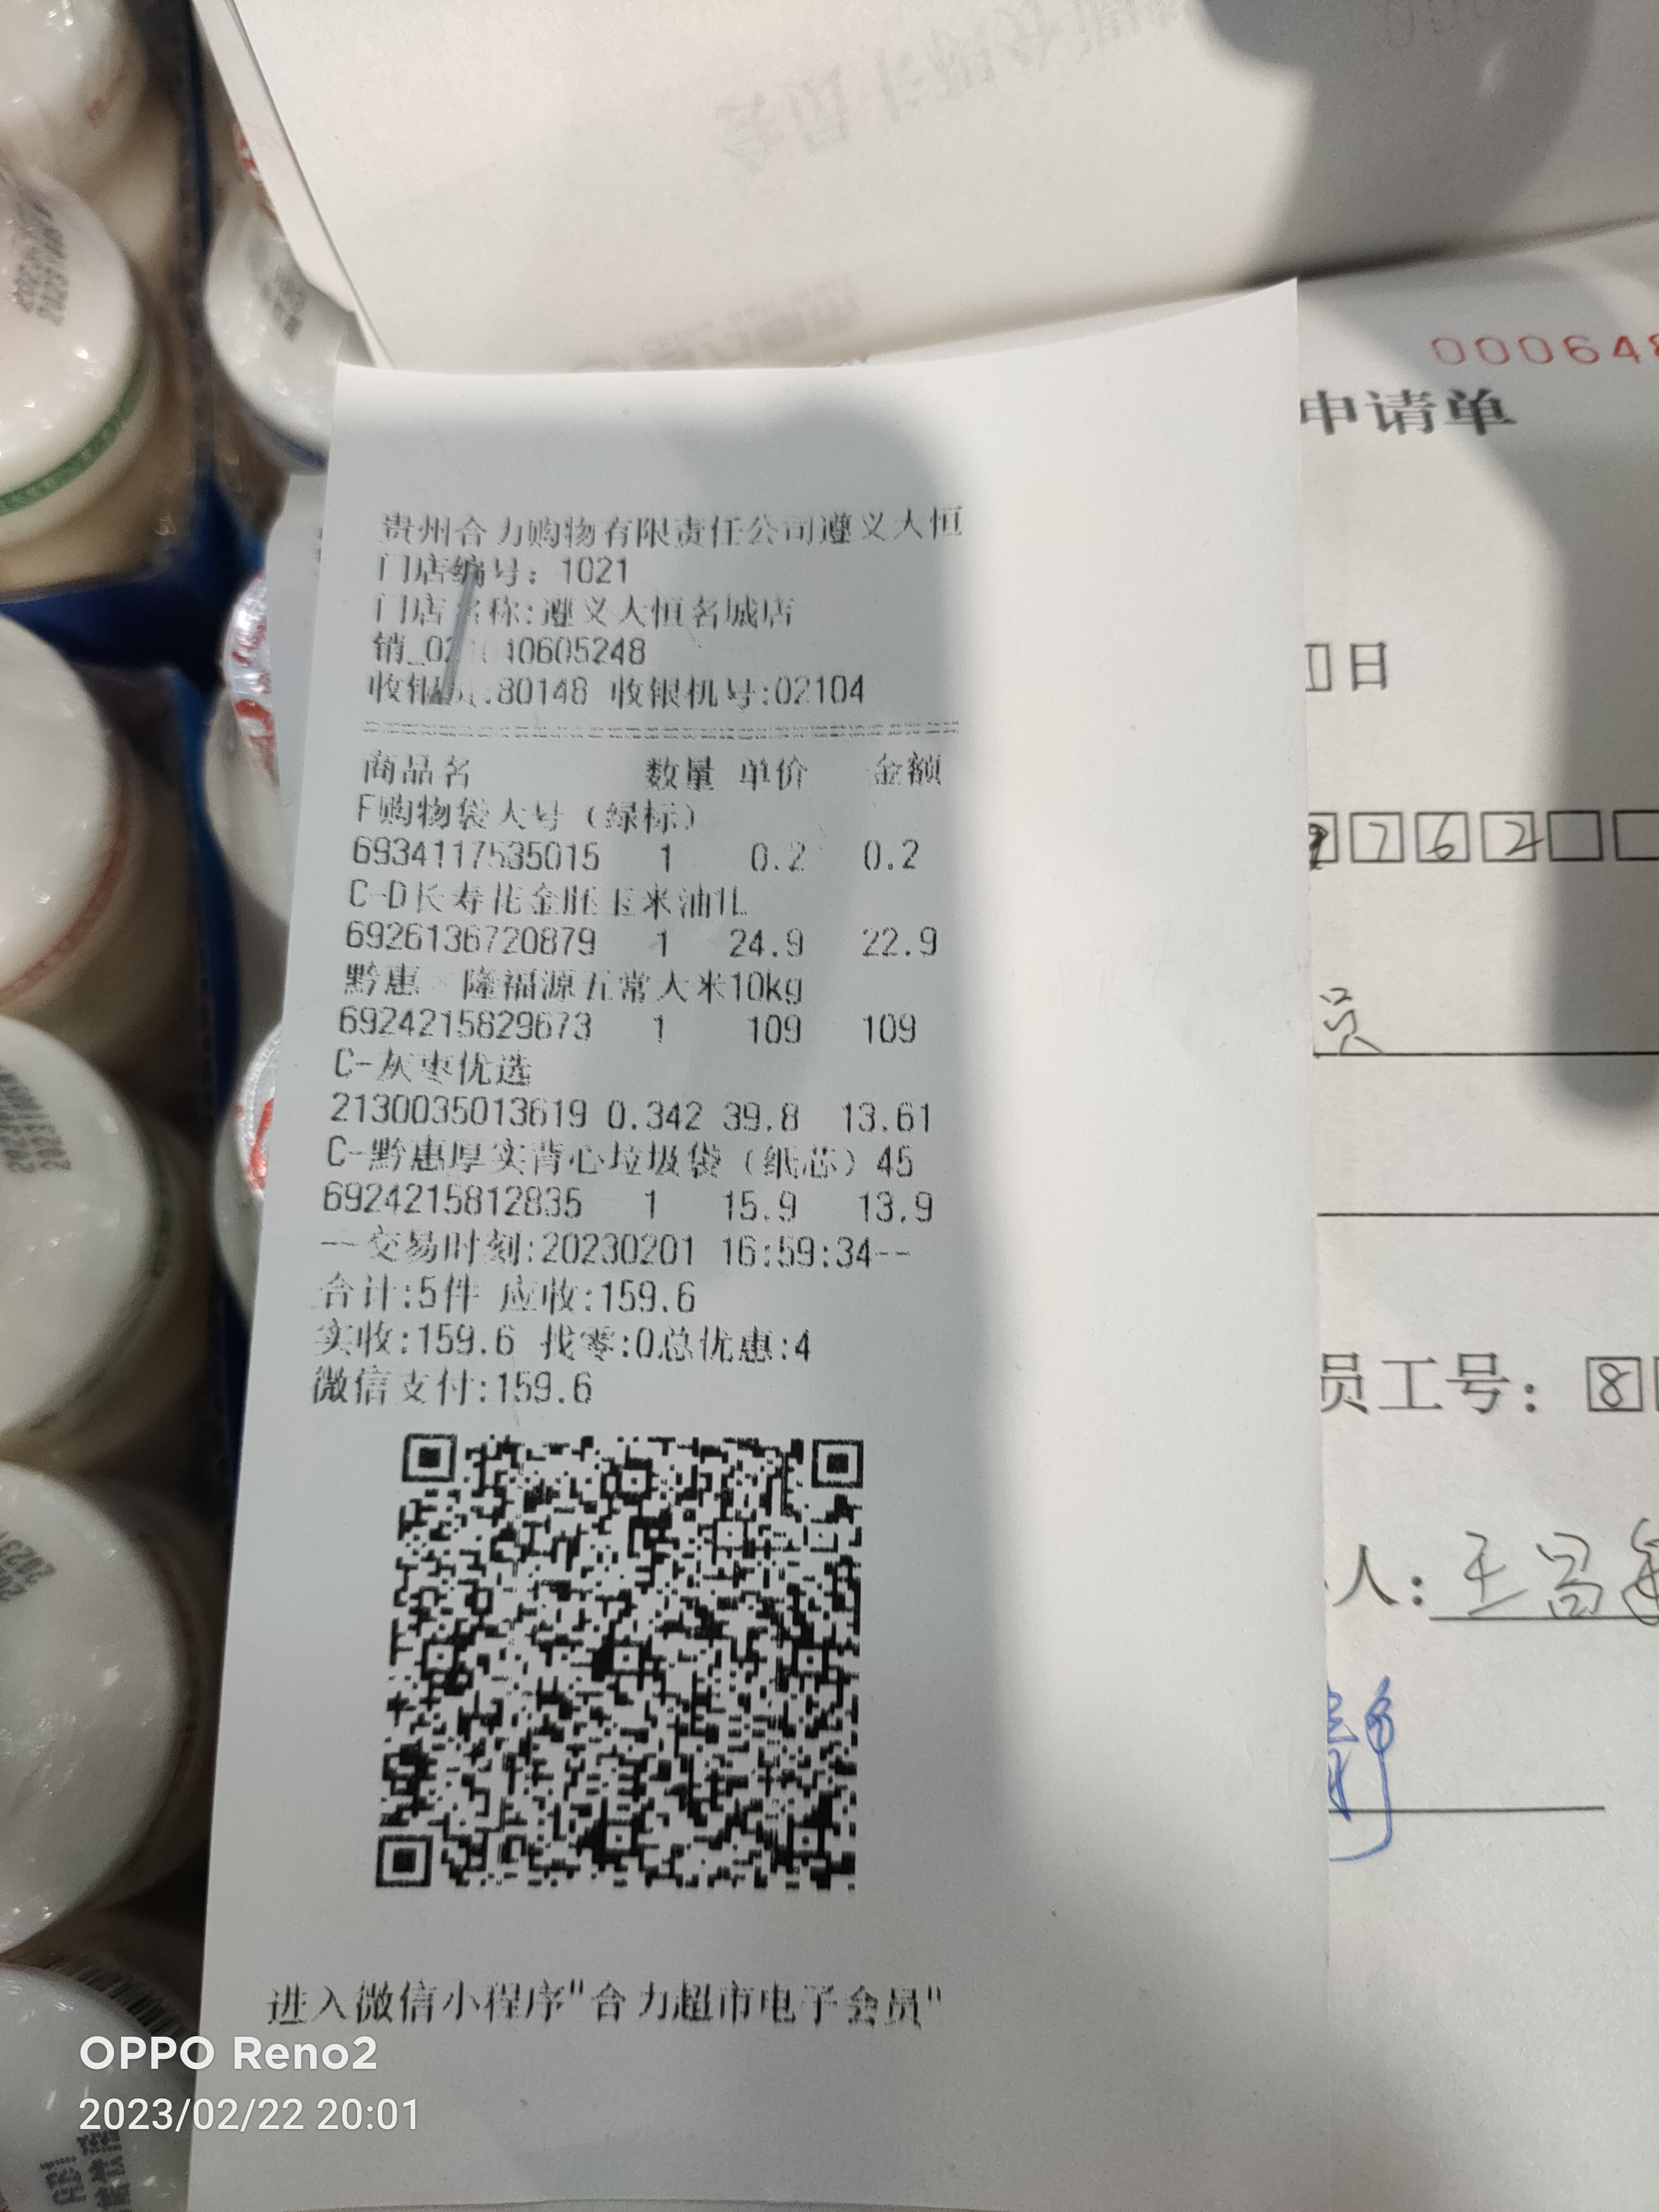 贵州合力购物有限责任公司遵义大恒
门店编号：1021
门店名称:遵义大恒名城店
10605248
收银 80148 收银机号:02104
商品名 数量 单价 金额
F购物袋大号（绿标）
6934117535015 1 0.2 0.2
C-D长寿花金胚玉米油1L
6926136720879 1 24.9 22.9
黔惠 隆福源五常大米10kg
6924215829673 1 109 109
C-灰枣优选
2130035013619 0.342 39.8 13.61
C-黔惠厚实背心垃圾袋（纸芯）45
6924215812835 1 15.9 13.9
--交易时刻:20230201 16:59:34--
合计:5件 应收:159.6
实收:159.6 找零:0总优惠:4
微信支付:159.6
进入微信小程序"合力超市电子会员"
000648
申请单
日
7 6 2
员工号：8
人：王昌
OPPO Reno2
2023/02/22 20:01